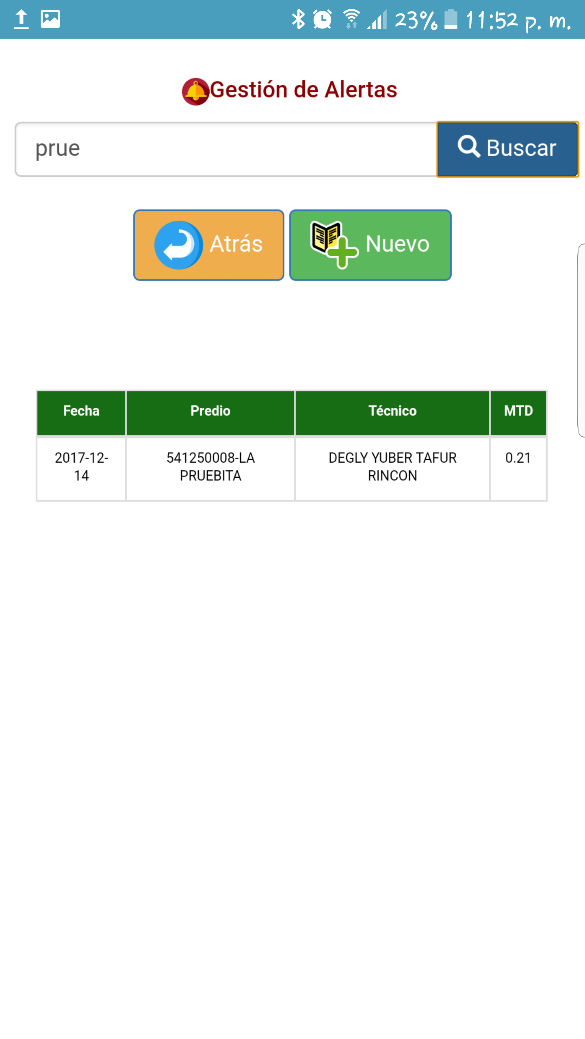 23% 11:52 p. m.
Gestión de Alertas
prue Buscar
Atrás Nuevo
Fecha Predio Técnico MTD
2017-12- 541250008-LA DEGLY YUBER TAFUR 0.21
14 PRUEBITA RINCON